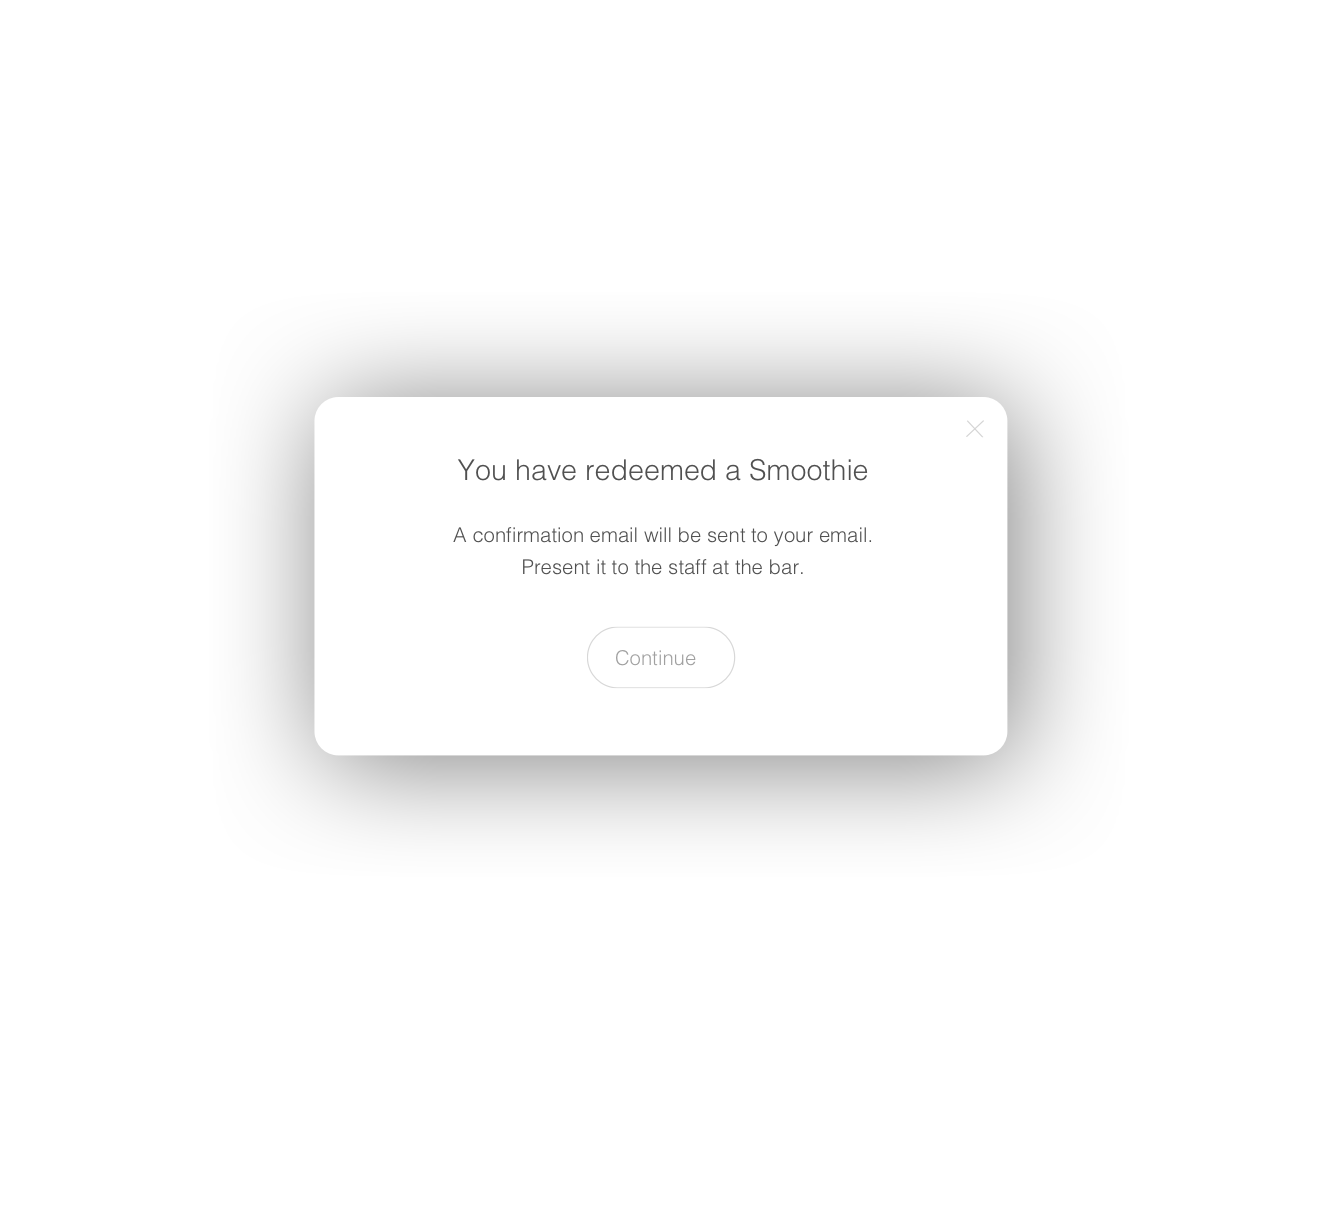 You have redeemed a Smoothie
A confirmation email will be sent to your email.
Present it to the staff at the bar.
Continue